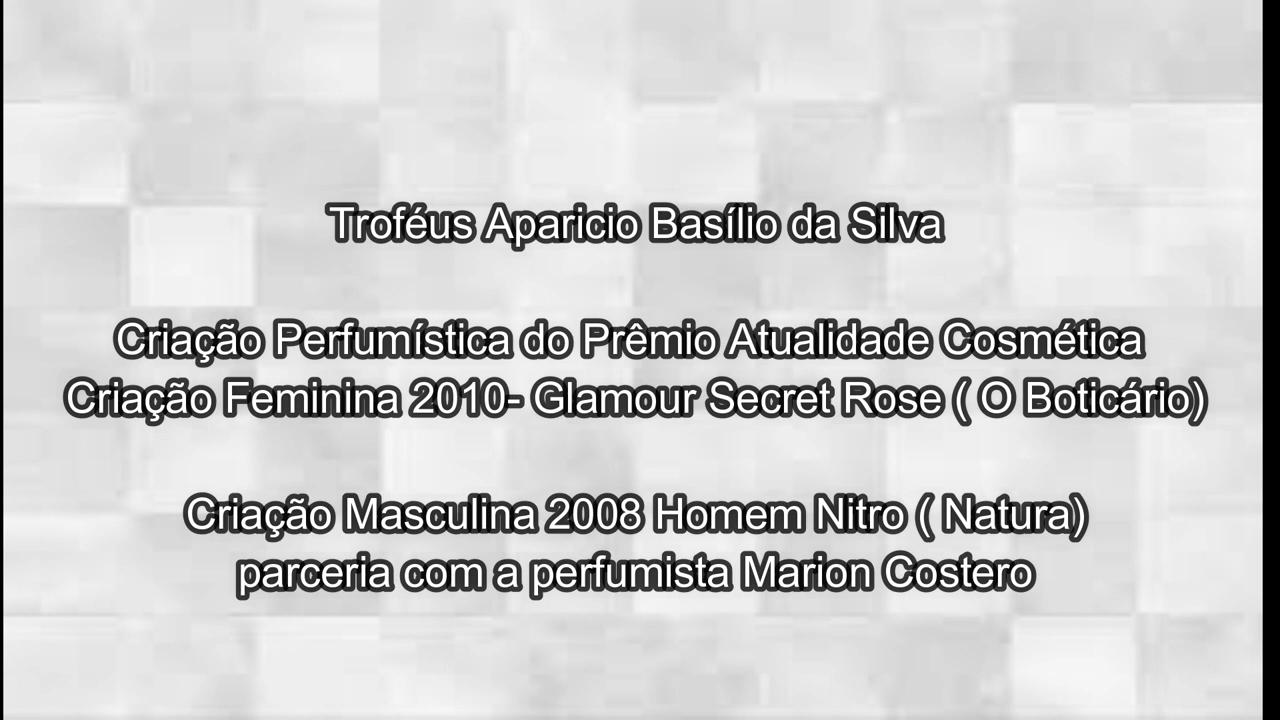 Troféus Aparicio Basílio da Silva
Criação Perfumística do Prêmio Atualidade Cosmética
Criação Feminina 2010- Glamour Secret Rose ( O Boticário)
Criação Masculina 2008 Homem Nitro ( Natura)
parceria com a perfumista Marion Costero